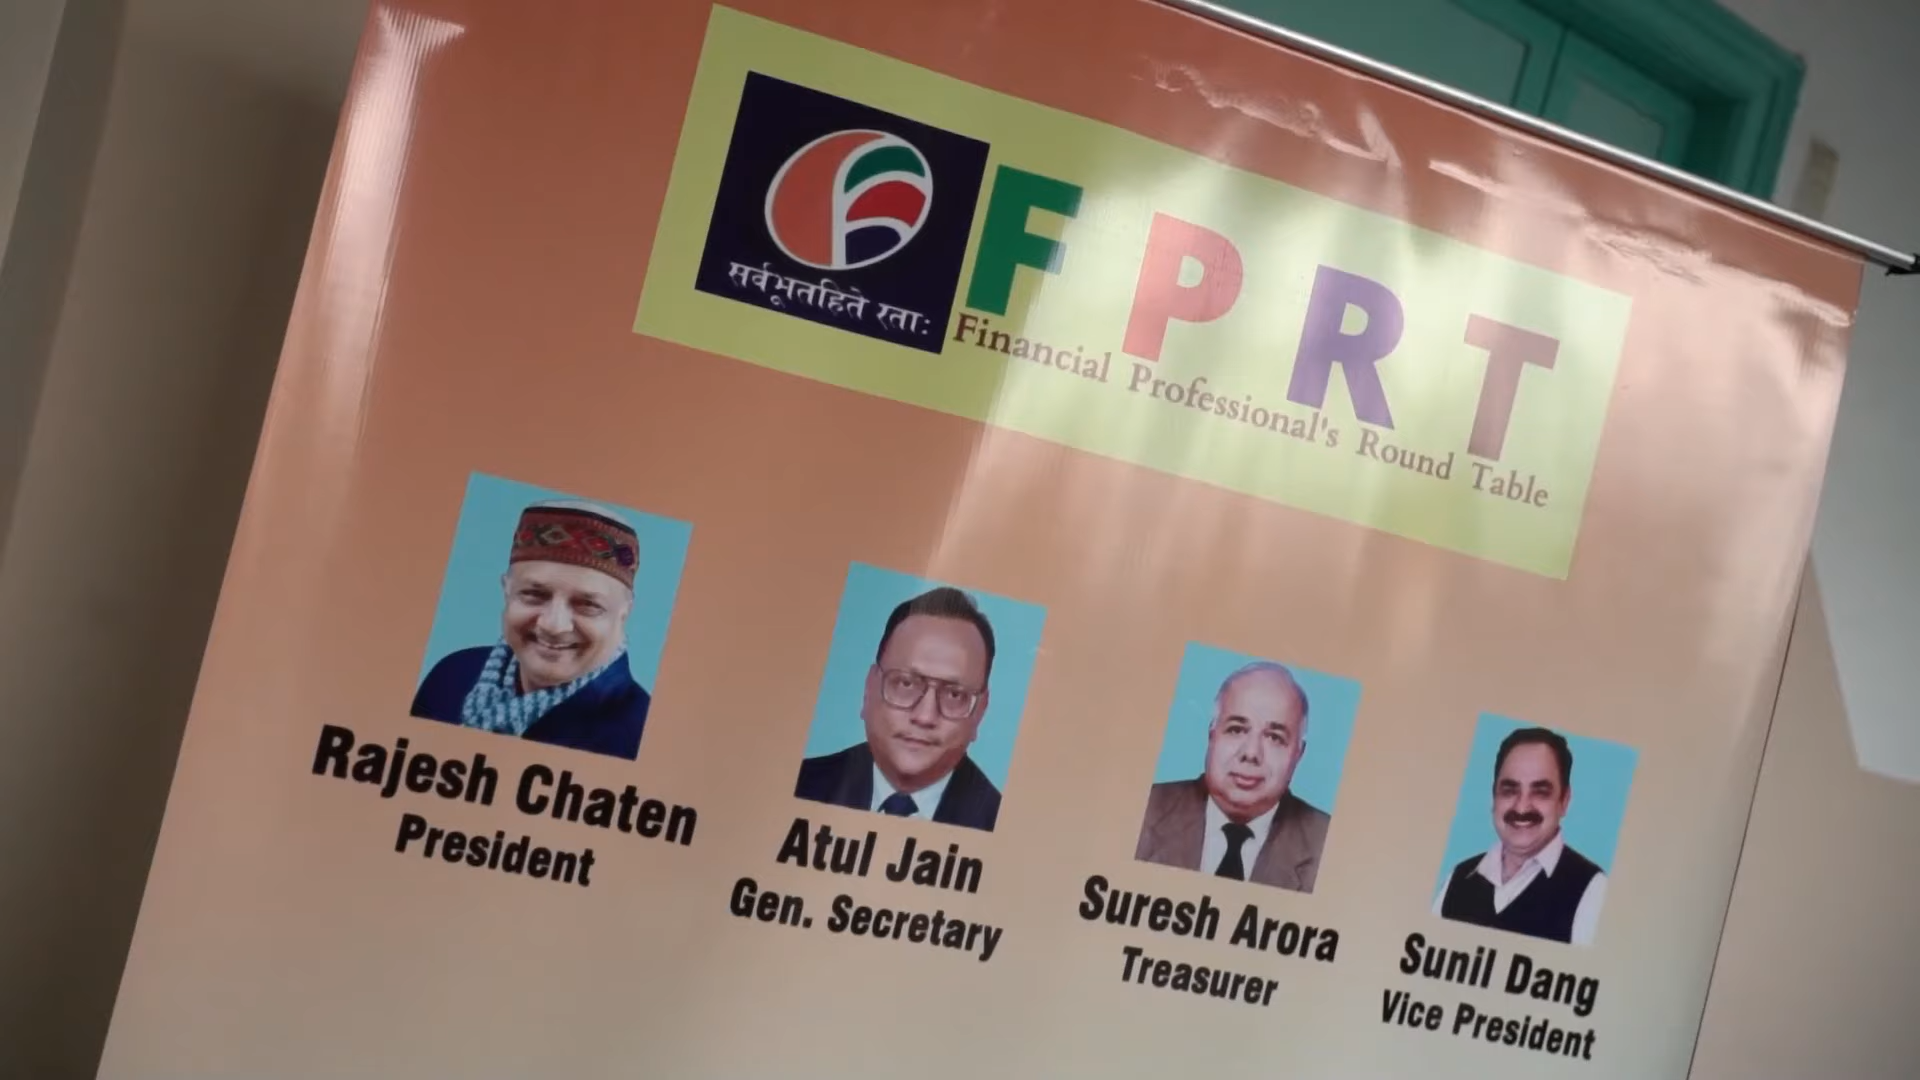 सर्वभूतहिते रताः
FPRT
Financial Professional's Round Table
Rajesh Chaten
President
Atul Jain
Gen. Secretary
Suresh Arora
Treasurer
Sunil Dang
Vice President